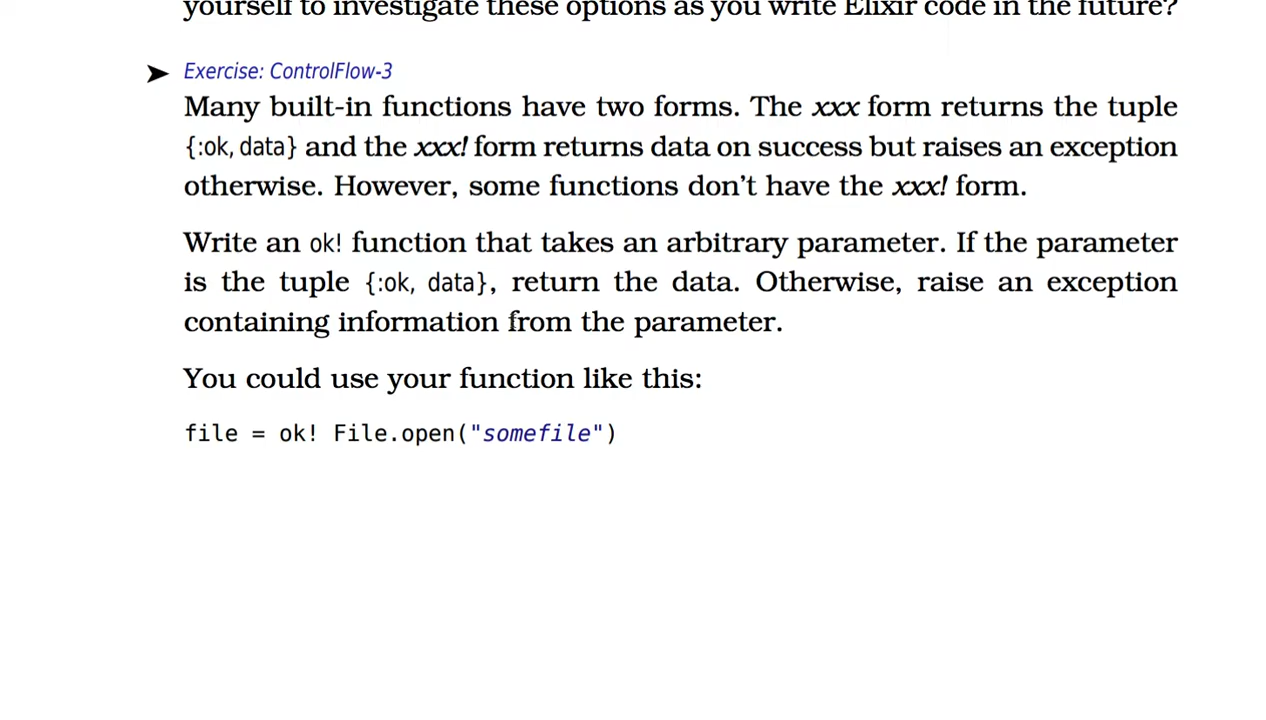 yourself to investigate these options as you write Elixir code in the future?
➤ Exercise: ControlFlow-3
Many built-in functions have two forms. The xxx form returns the tuple
{:ok, data} and the xxx! form returns data on success but raises an exception
otherwise. However, some functions don’t have the xxx! form.
Write an ok! function that takes an arbitrary parameter. If the parameter
is the tuple {:ok, data}, return the data. Otherwise, raise an exception
containing information from the parameter.
You could use your function like this:
file = ok! File.open("somefile")